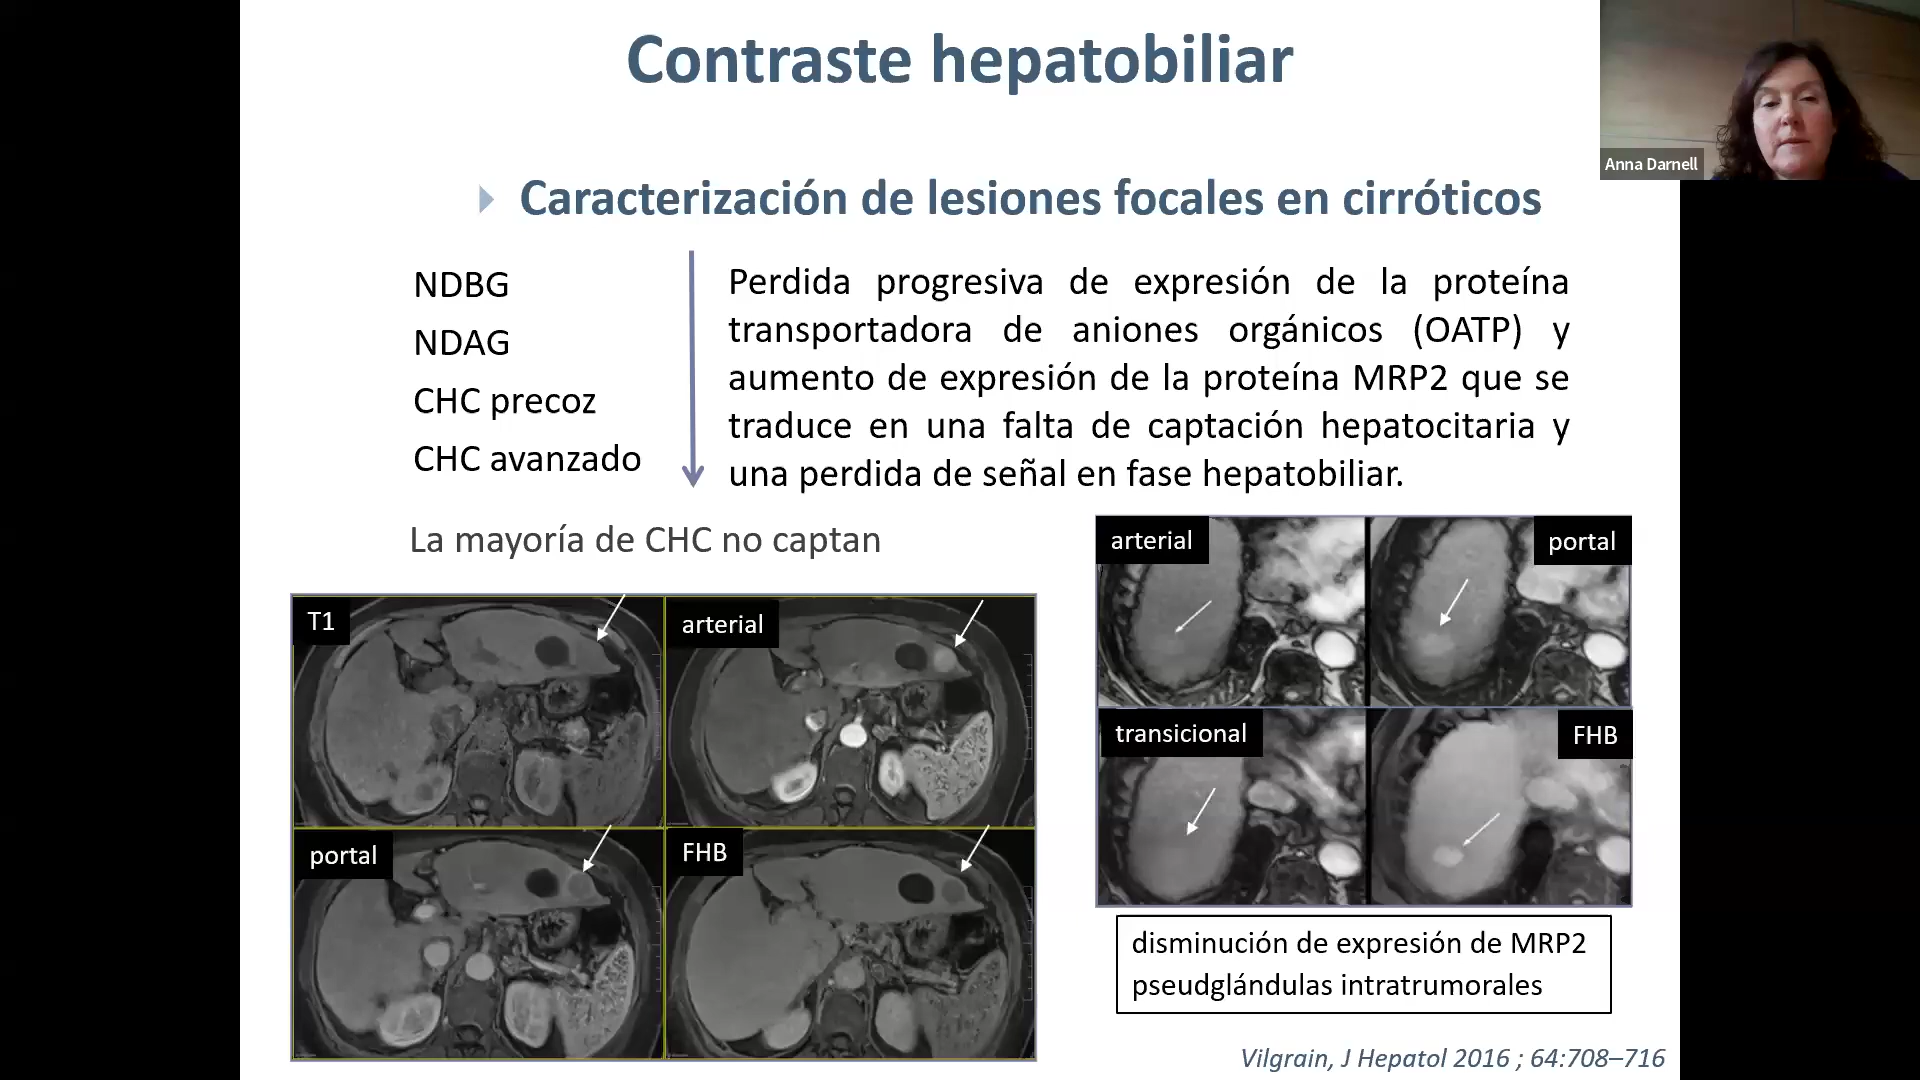 Contraste hepatobiliar
Anna Darnell
Caracterización de lesiones focales en cirróticos
NDBG
NDAG
CHC precoz
CHC avanzado
Perdida progresiva de expresión de la proteína
transportadora de aniones orgánicos (OATP) y
aumento de expresión de la proteína MRP2 que se
traduce en una falta de captación hepatocitaria y
una perdida de señal en fase hepatobiliar.
La mayoría de CHC no captan
T1
arterial
portal
FHB
arterial
portal
transicional
FHB
disminución de expresión de MRP2
pseudglándulas intratrumorales
Vilgrain, J Hepatol 2016 ; 64:708–716